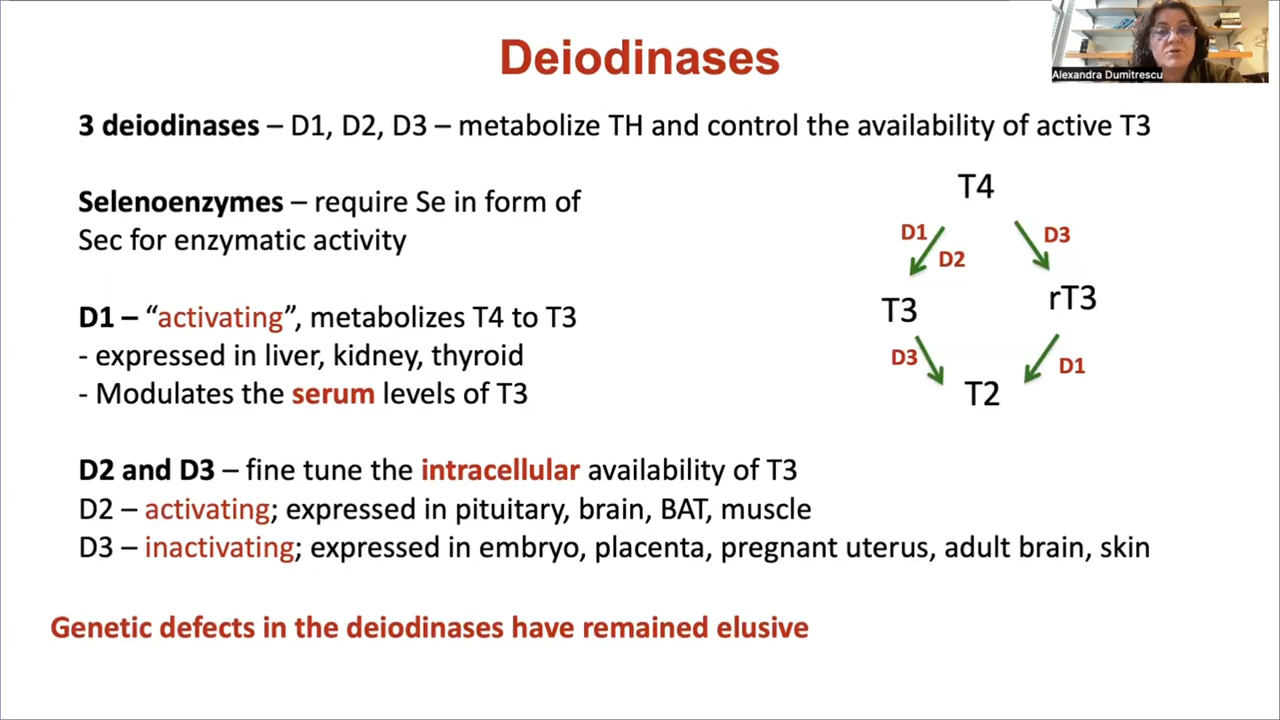 Deiodinases
Alexandra Dumitrescu
3 deiodinases – D1, D2, D3 – metabolize TH and control the availability of active T3
Selenoenzymes – require Se in form of
Sec for enzymatic activity
D1 – “activating”, metabolizes T4 to T3
- expressed in liver, kidney, thyroid
- Modulates the serum levels of T3
T4
D1
D2
D3
T3
rT3
D3
D1
T2
D2 and D3 – fine tune the intracellular availability of T3
D2 – activating; expressed in pituitary, brain, BAT, muscle
D3 – inactivating; expressed in embryo, placenta, pregnant uterus, adult brain, skin
Genetic defects in the deiodinases have remained elusive